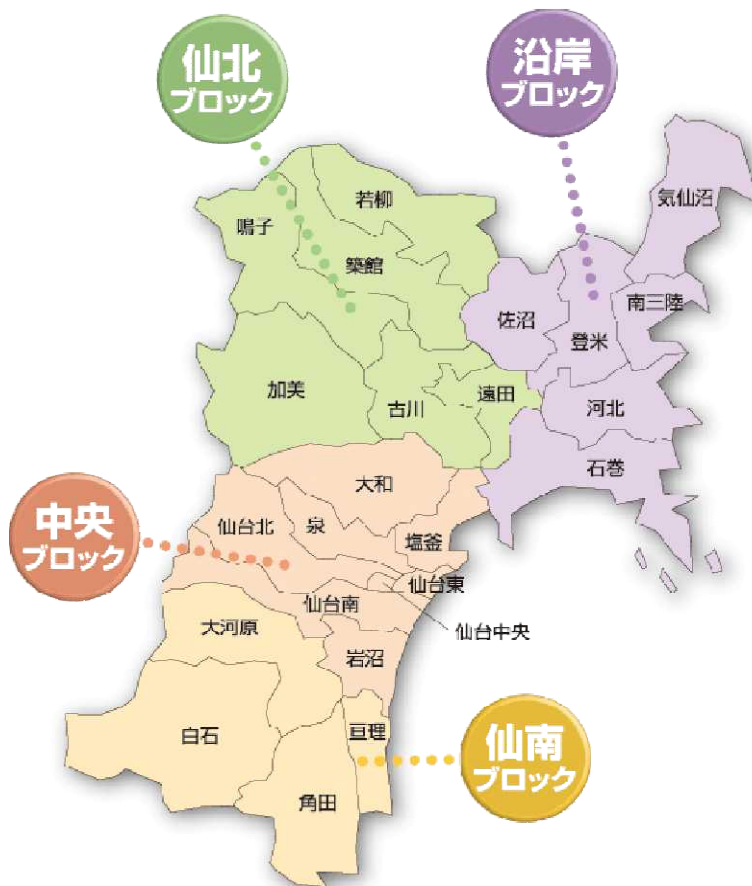 仙北
ブロック
沿岸
ブロック
気仙沼
若柳
鳴子
築館
南三陸
佐沼
登米
加美
遠田
古川
河北
石巻
大和
中央
ブロック
仙台北
泉
塩釜
仙台東
仙台南
仙台中央
大河原
岩沼
白石
亘理
仙南
ブロック
角田